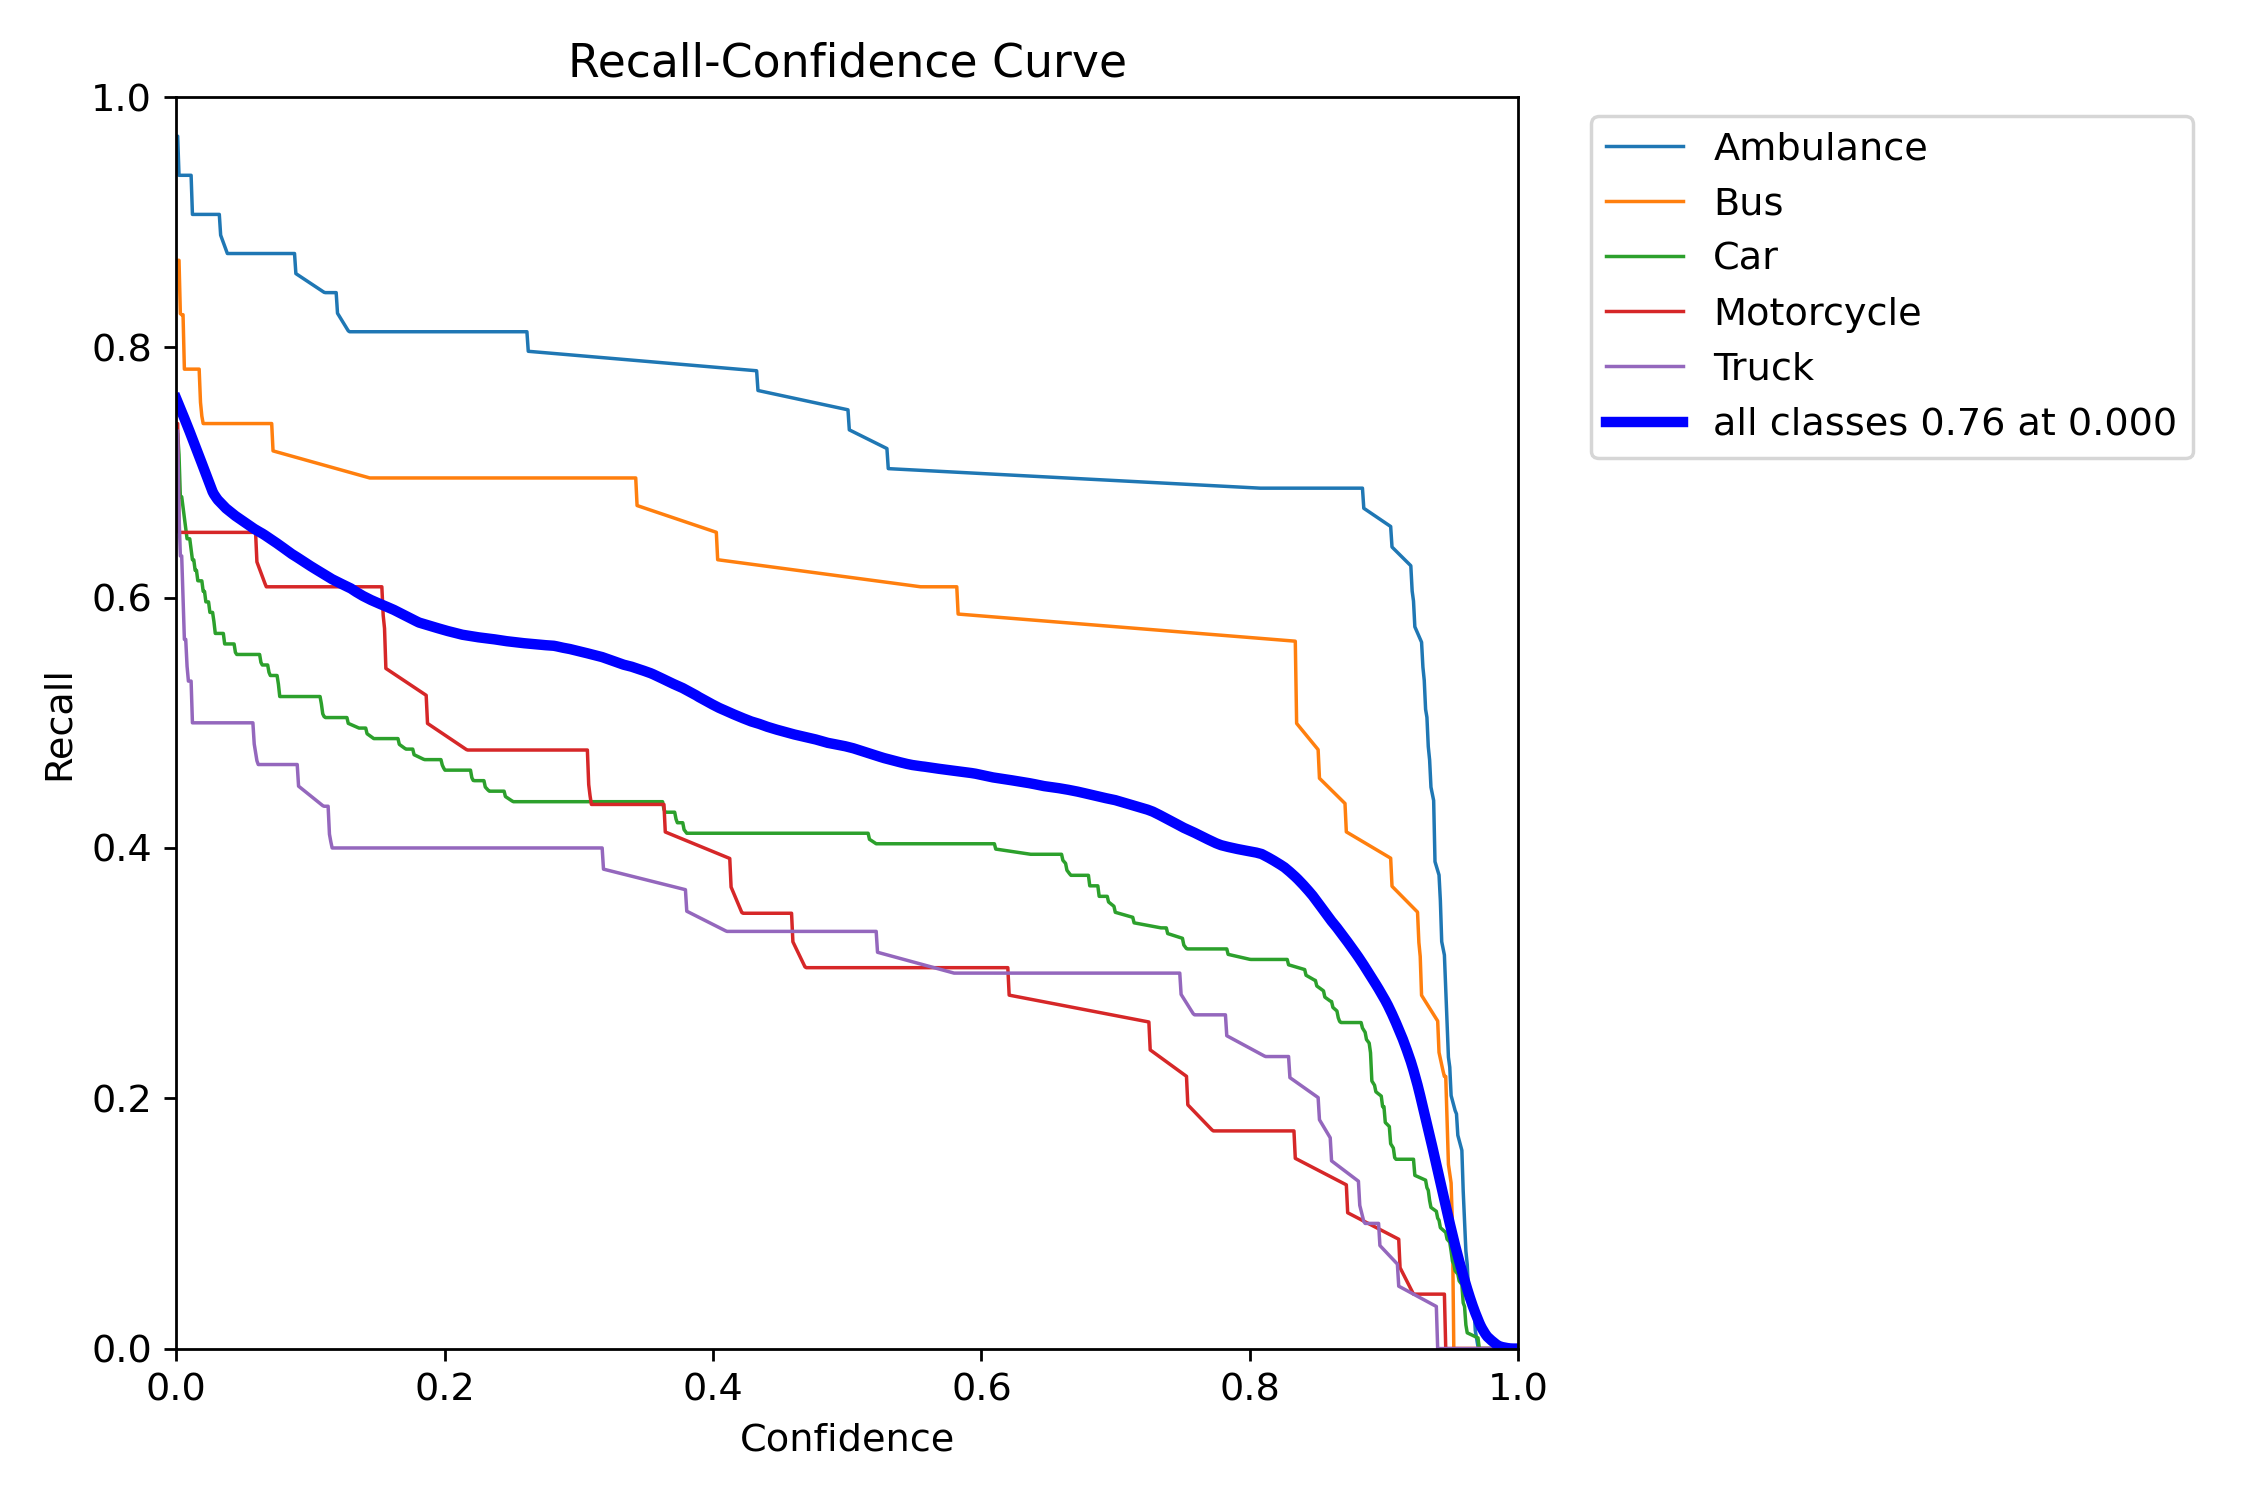 Recall-Confidence Curve
1.0
0.8
0.6
0.4
0.2
0.0
Recall
0.0 0.2 0.4 0.6 0.8 1.0
Confidence
Ambulance
Bus
Car
Motorcycle
Truck
all classes 0.76 at 0.000